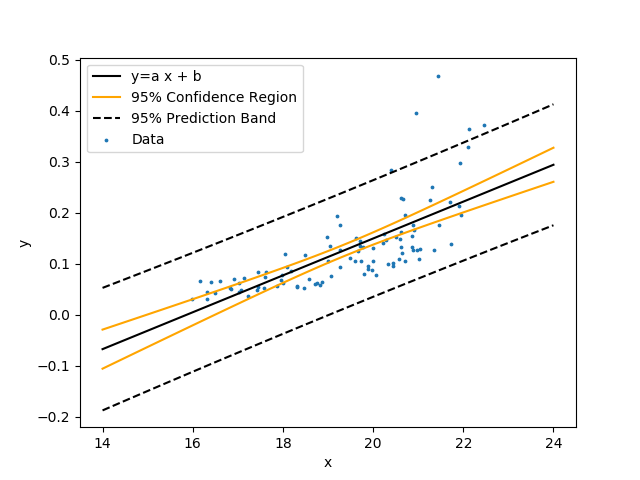 y=a x + b
95% Confidence Region
95% Prediction Band
Data
0.5
0.4
0.3
0.2
0.1
0.0
−0.1
−0.2
y
14 16 18 20 22 24
x